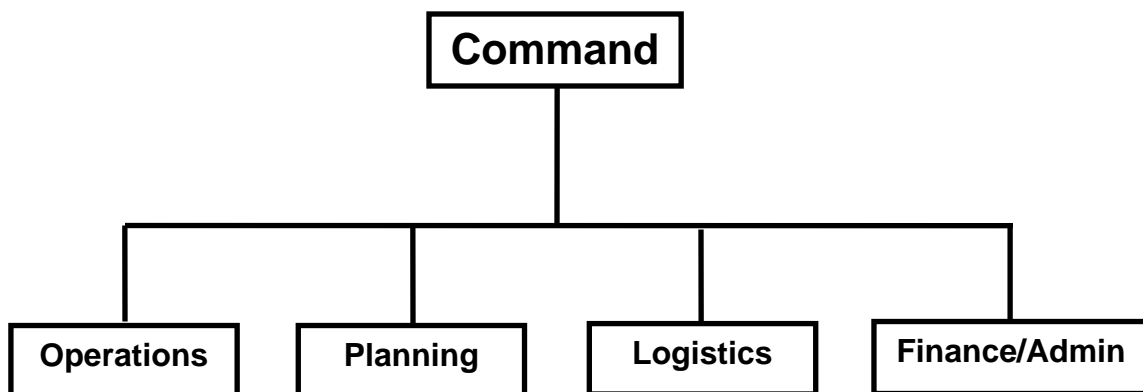 Command
Operations
Planning
Logistics
Finance/Admin